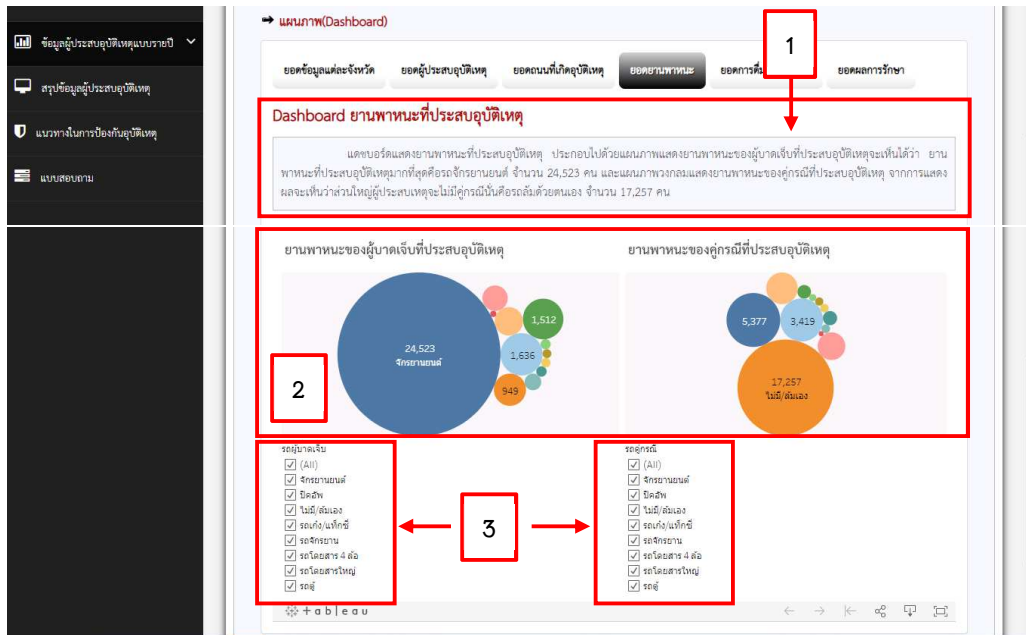 ข้อมูลผู้ประสบอุบัติเหตุแบบรายปี
สรุปข้อมูลผู้ประสบอุบัติเหตุ
แนวทางในการป้องกันอุบัติเหตุ
แบบสอบถาม
แผนภาพ(Dashboard)
ยอดข้อมูลแต่ละจังหวัด ยอดผู้ประสบอุบัติเหตุ ยอดถนนที่เกิดอุบัติเหตุ ยอดยานพาหนะ ยอดการดื่ม ยอดผลการรักษา
1
Dashboard ยานพาหนะที่ประสบอุบัติเหตุ
แดชบอร์ดแสดงยานพาหนะที่ประสบอุบัติเหตุ ประกอบไปด้วยแผนภาพแสดงยานพาหนะของผู้บาดเจ็บที่ประสบอุบัติเหตุจะเห็นได้ว่า ยาน
พาหนะที่ประสบอุบัติเหตุมากที่สุดคือรถจักรยานยนต์ จำนวน 24,523 คน และแผนภาพวงกลมแสดงยานพาหนะของคู่กรณีที่ประสบอุบัติเหตุ จากการแสดง
ผลจะเห็นว่าส่วนใหญ่ผู้ประสบเหตุจะไม่มีคู่กรณีนั่นคือรถล้มด้วยตนเอง จำนวน 17,257 คน
ยานพาหนะของผู้บาดเจ็บที่ประสบอุบัติเหตุ
24,523
จักรยานยนต์
1,512
1,636
949
2
ยานพาหนะของคู่กรณีที่ประสบอุบัติเหตุ
5,377
3,419
17,257
ไม่มี/ล้มเอง
รถผู้บาดเจ็บ
(All)
จักรยานยนต์
ปิคอัพ
ไม่มี/ล้มเอง
รถเก๋ง/แท็กซี่
รถจักรยาน
รถโดยสาร 4 ล้อ
รถโดยสารใหญ่
รถตู้
3
รถคู่กรณี
(All)
จักรยานยนต์
ปิคอัพ
ไม่มี/ล้มเอง
รถเก๋ง/แท็กซี่
รถจักรยาน
รถโดยสาร 4 ล้อ
รถโดยสารใหญ่
รถตู้
+ a b l e a u